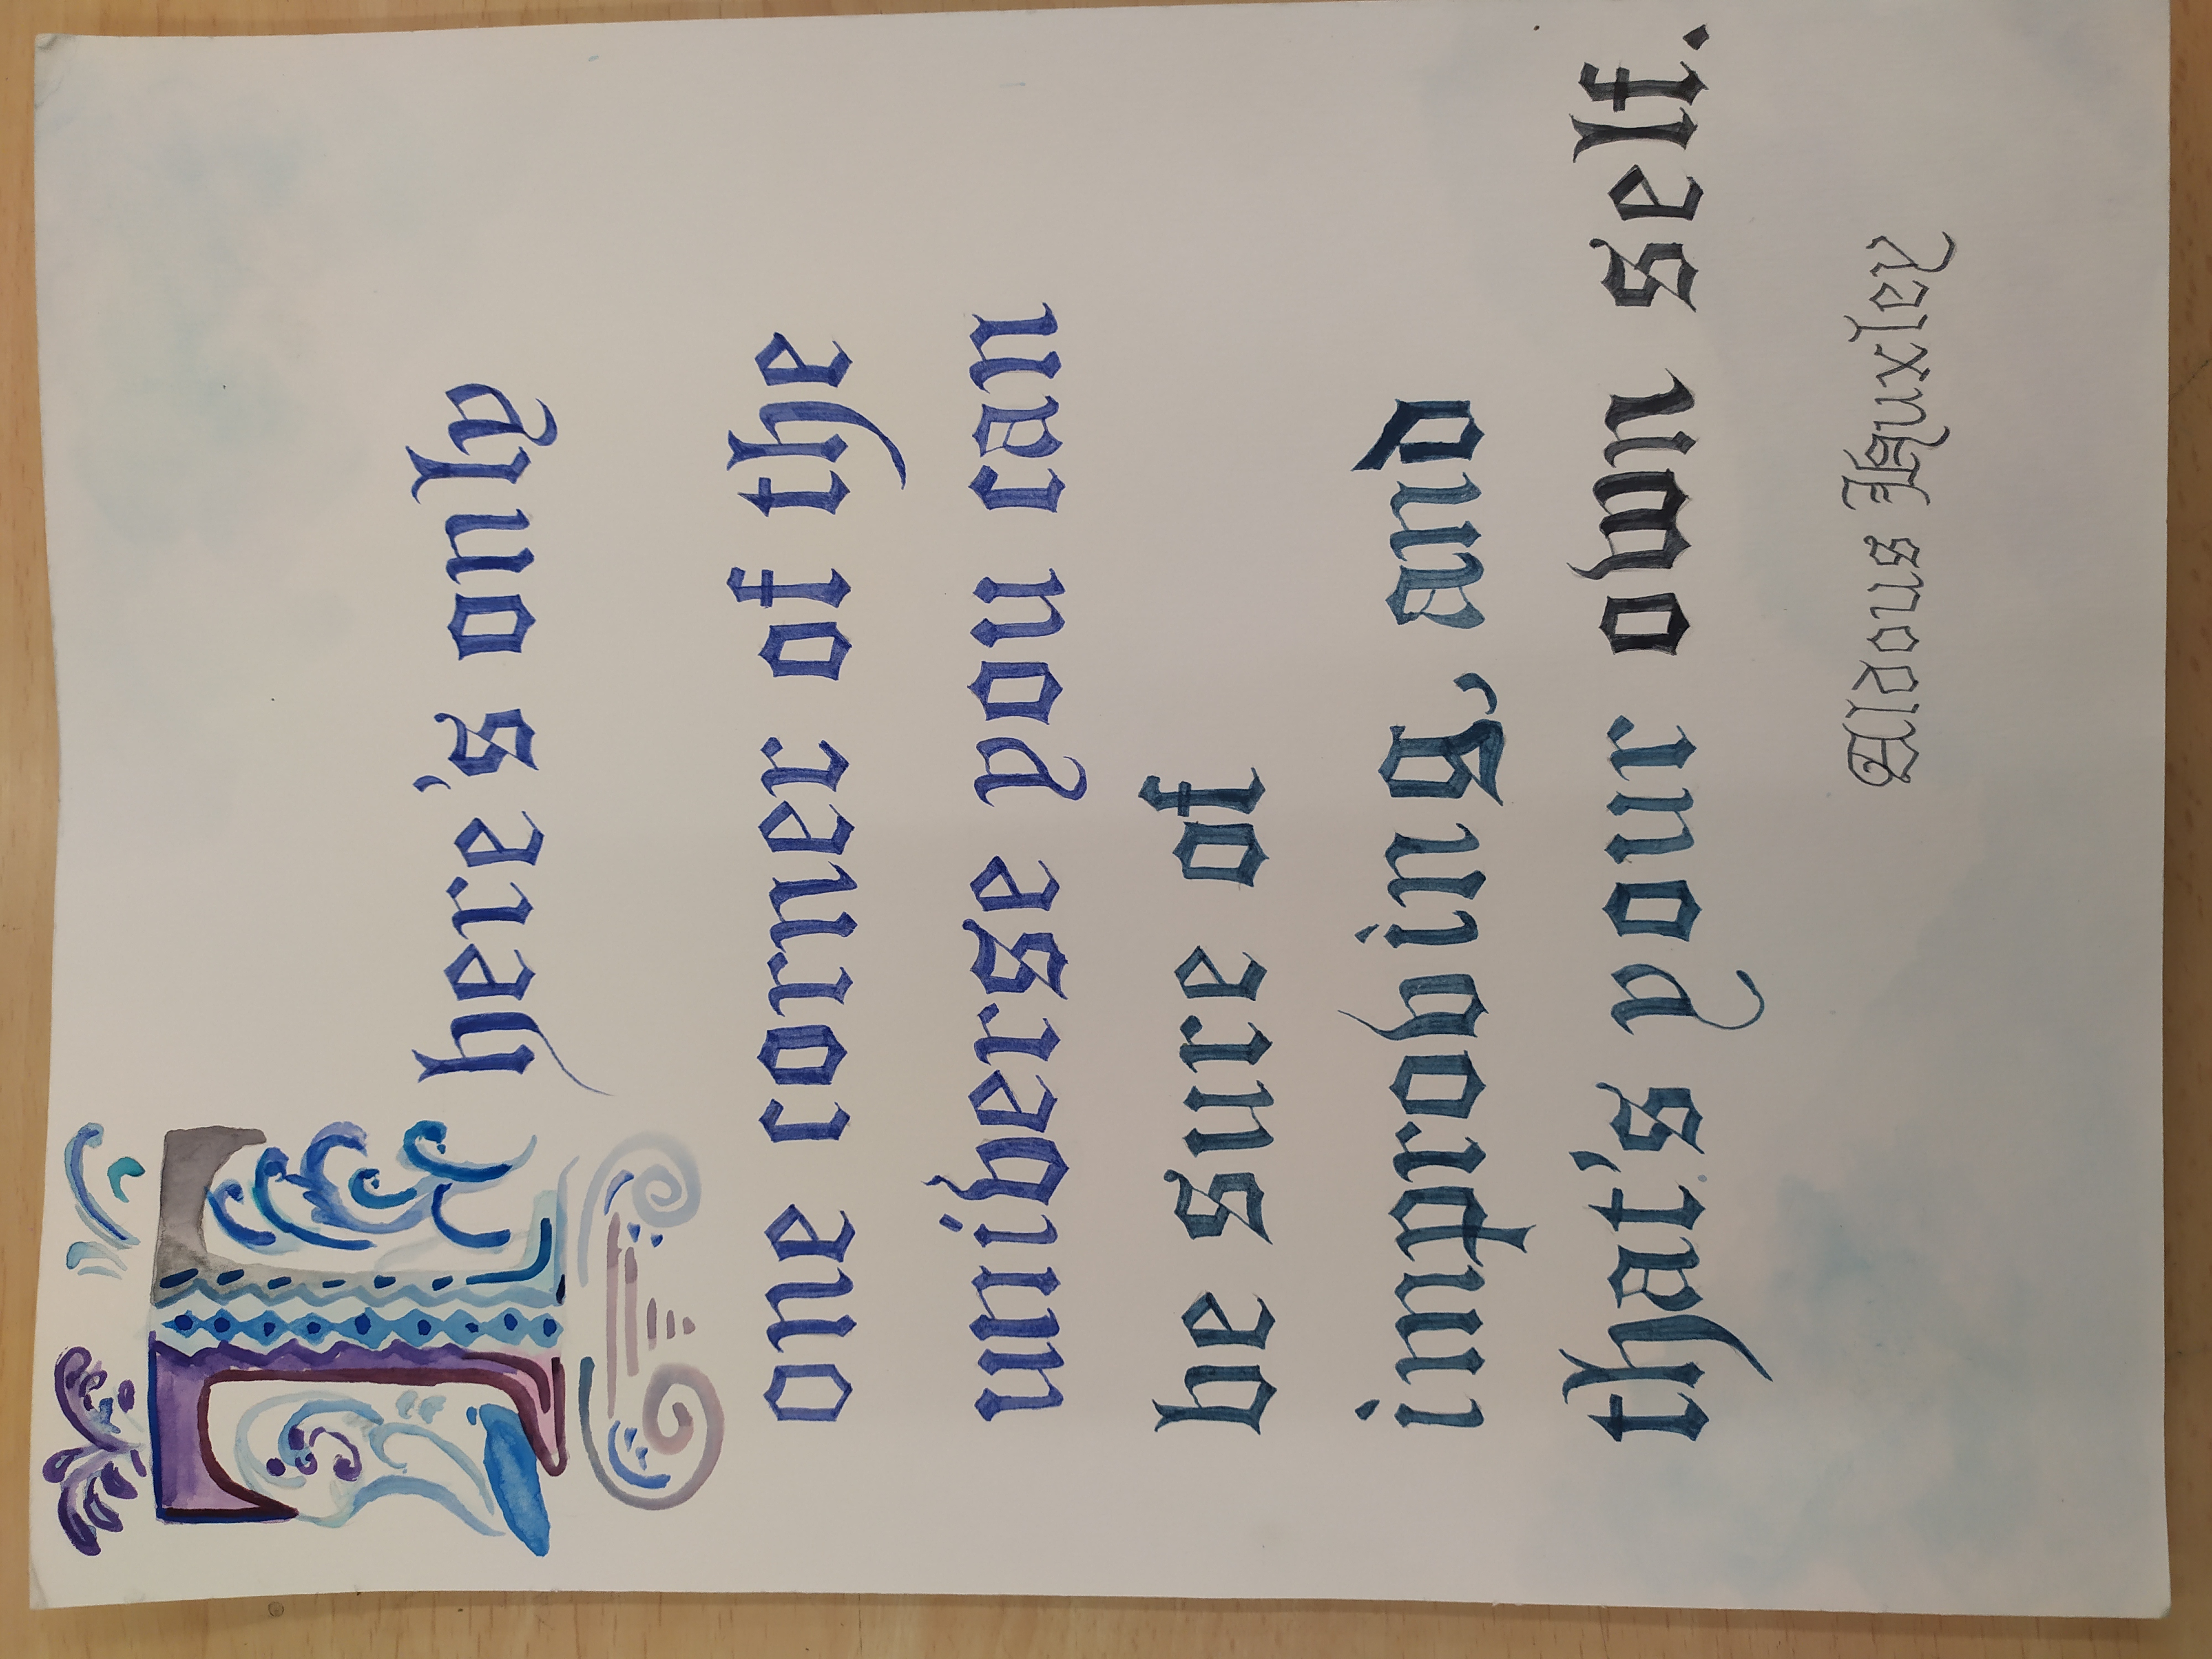 There's only
one corner of the
universe you can
be sure of
improving, and
that's your own self.
Aldous Huxley